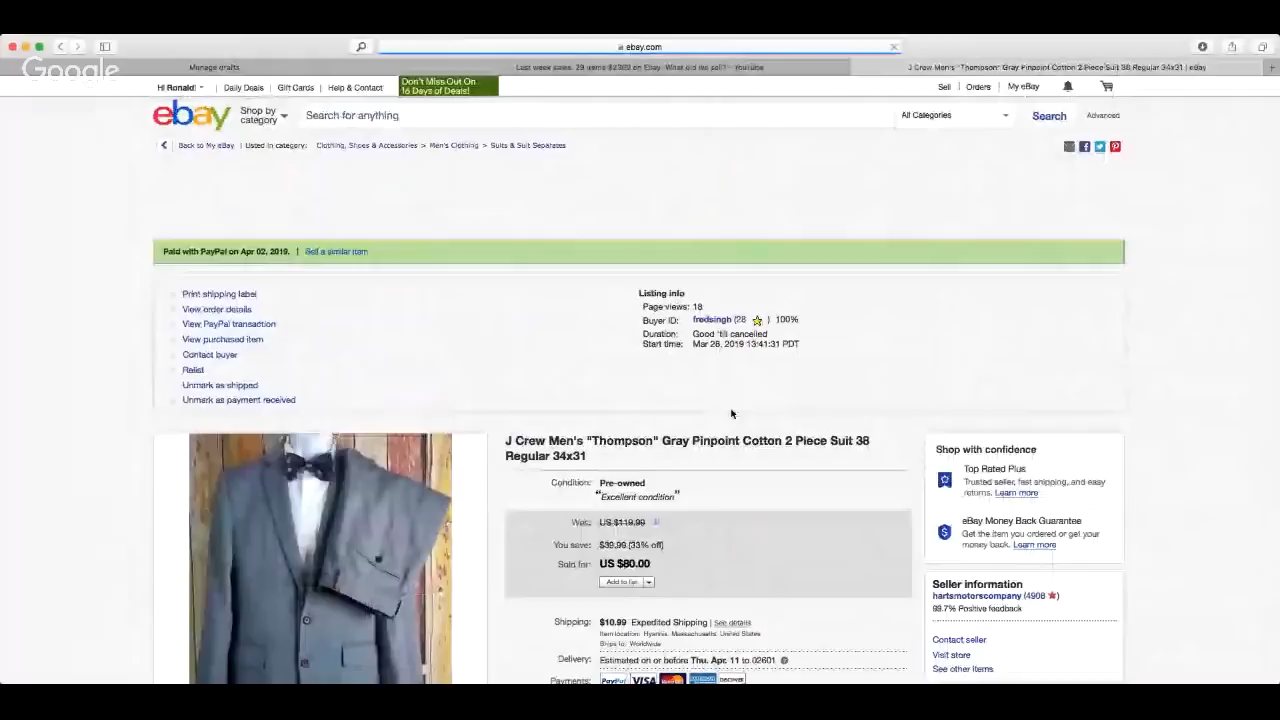 ebay.com
Google
Manage drafts
Last week sales. 29 items $2302 on Ebay. What did we sell? - YouTube
J Crew Men's "Thompson" Gray Pinpoint Cotton 2 Piece Suit 38 Regular 34x31 | eBay
Hi Ronald!
Daily Deals
Gift Cards
Help & Contact
Don't Miss Out On
16 Days of Deals!
Sell
Orders
My eBay
ebay
Shop by
category
Search for anything
All Categories
Search
Advanced
Back to My eBay | Listed in category: Clothing, Shoes & Accessories > Men's Clothing > Suits & Suit Separates
Paid with PayPal on Apr 02, 2019. | Sell a similar item
Print shipping label
View order details
View PayPal transaction
View purchased item
Contact buyer
Relist
Unmark as shipped
Unmark as payment received
Listing info
Page views: 18
Buyer ID: fredsingh (28 ) 100%
Duration: Good 'till cancelled
Start time: Mar 26, 2019 13:41:31 PDT
J Crew Men's "Thompson" Gray Pinpoint Cotton 2 Piece Suit 38
Regular 34x31
Condition: Pre-owned
"Excellent condition"
Was: US $119.99
You save: $39.99 (33% off)
Sold for: US $80.00
Add to list
Shipping: $10.99 Expedited Shipping | See details
Item location: Hyannis, Massachusetts, United States
Ships to: Worldwide
Delivery: Estimated on or before Thu. Apr. 11 to 02601
Payments: PayPal VISA DISCOVER
Shop with confidence
Top Rated Plus
Trusted seller, fast shipping, and easy
returns. Learn more
eBay Money Back Guarantee
Get the item you ordered or get your
money back. Learn more
Seller information
hartsmotorscompany (4908 )
99.7% Positive feedback
Contact seller
Visit store
See other items